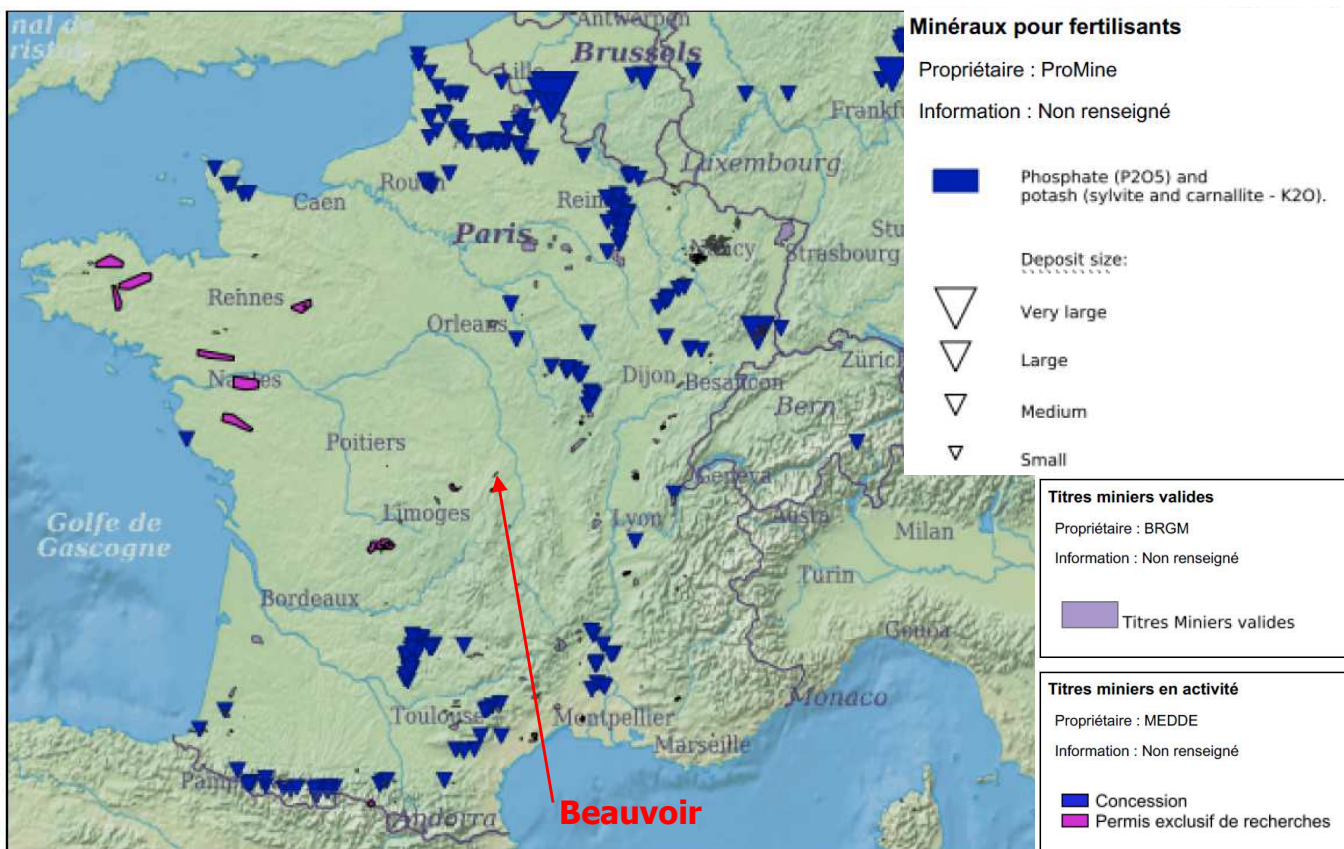 nal de
Antwerpen
Brussels
Lille
Frankfu
Luxembourg
Rouen
Reim
Caen
Paris
Nancy
Strasbourg
Stu
Rennes
Orleans
Zürich
Nantes
Dijon
Besancon
Bern
Poitiers
Geneva
Limoges
Lyon
Aosta
Milan
Golfe de
Gascogne
Turin
Bordeaux
Genoa
Monaco
Toulouse
Montpellier
Marseille
Pamp
Andorra
Beauvoir
Minéraux pour fertilisants
Propriétaire : ProMine
Information : Non renseigné
Phosphate (P2O5) and
potash (sylvite and carnallite - K2O).
Deposit size:
Very large
Large
Medium
Small
Titres miniers valides
Propriétaire : BRGM
Information : Non renseigné
Titres Miniers valides
Titres miniers en activité
Propriétaire : MEDDE
Information : Non renseigné
Concession
Permis exclusif de recherches